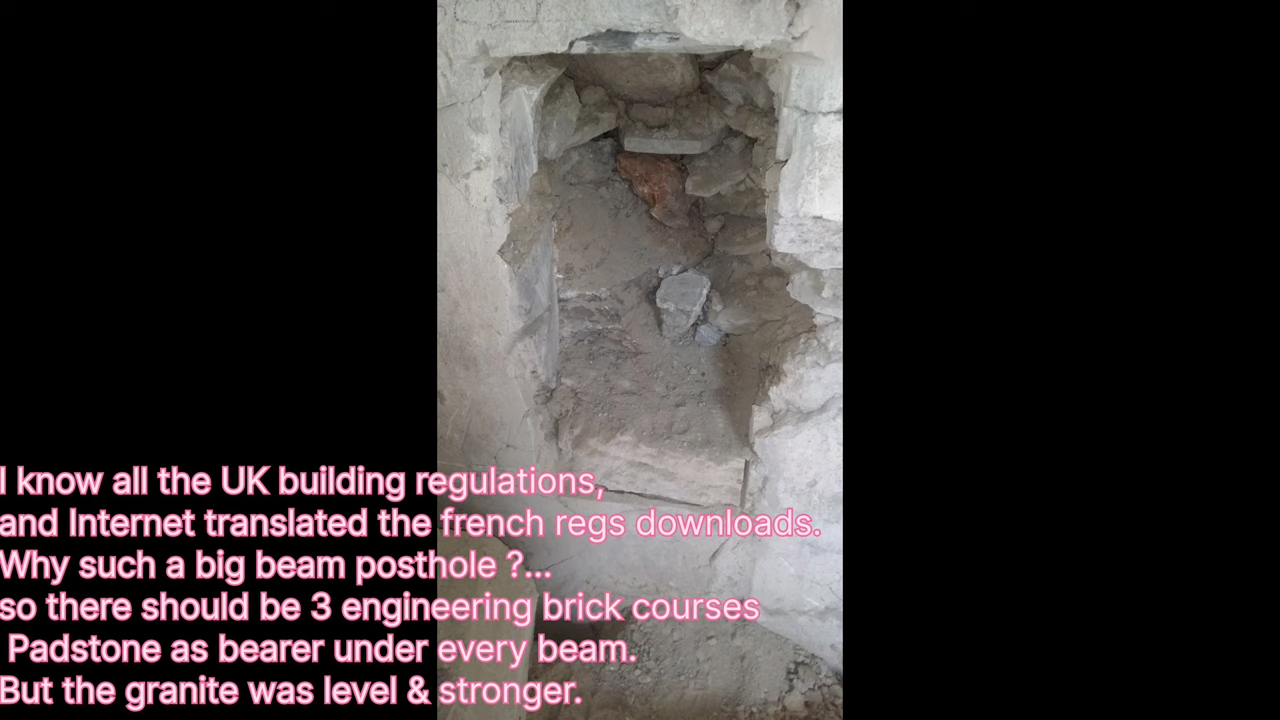 I know all the UK building regulations,
and Internet translated the french regs downloads.
Why such a big beam posthole ?...
so there should be 3 engineering brick courses
Padstone as bearer under every beam.
But the granite was level & stronger.